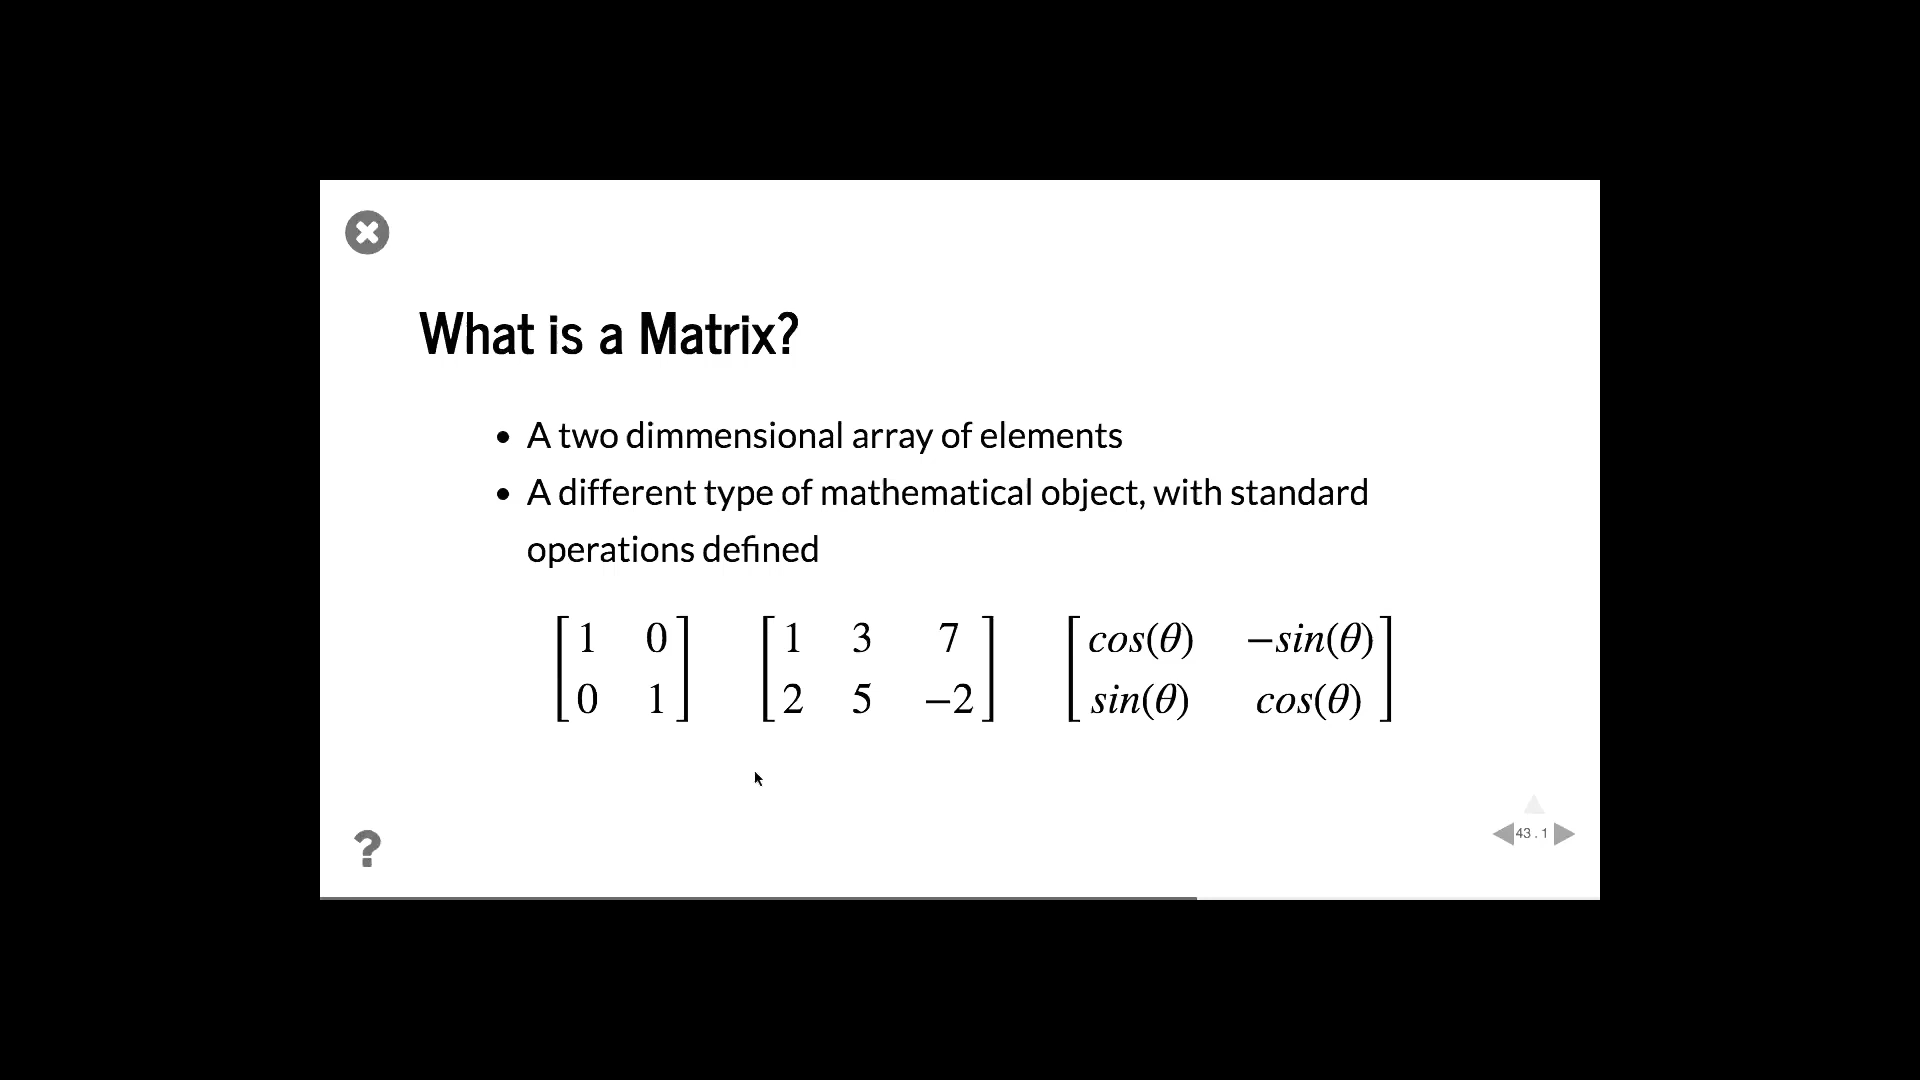 What is a Matrix?
• A two dimmensional array of elements
• A different type of mathematical object, with standard
operations defined
[1 0] [1 3 7] [cos(θ) −sin(θ)]
[0 1] [2 5 −2] [sin(θ) cos(θ)]
?
43 . 1